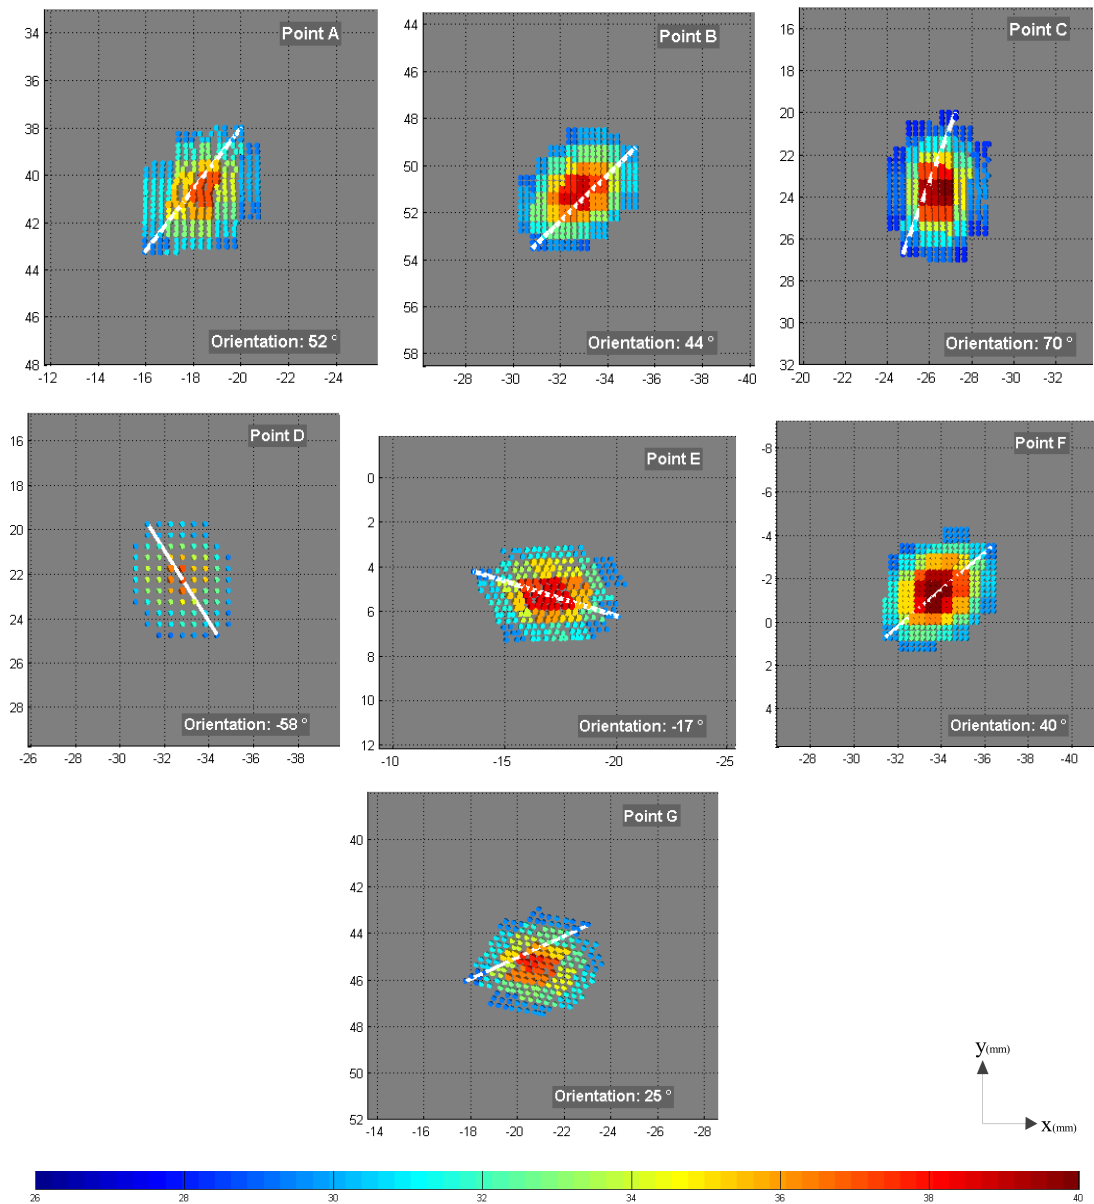 Point A
34
36
38
40
42
44
46
48
-12 -14 -16 -18 -20 -22 -24
Orientation: 52 °
Point B
44
46
48
50
52
54
56
58
-28 -30 -32 -34 -36 -38 -40
Orientation: 44 °
Point C
16
18
20
22
24
26
28
30
32
-20 -22 -24 -26 -28 -30 -32
Orientation: 70 °
Point D
16
18
20
22
24
26
28
-26 -28 -30 -32 -34 -36 -38
Orientation: -58 °
Point E
0
2
4
6
8
10
12
-10 -15 -20 -25
Orientation: -17 °
Point F
-8
-6
-4
-2
0
2
4
-28 -30 -32 -34 -36 -38 -40
Orientation: 40 °
Point G
40
42
44
46
48
50
52
-14 -16 -18 -20 -22 -24 -26 -28
Orientation: 25 °
y(mm)
x(mm)
26 28 30 32 34 36 38 40